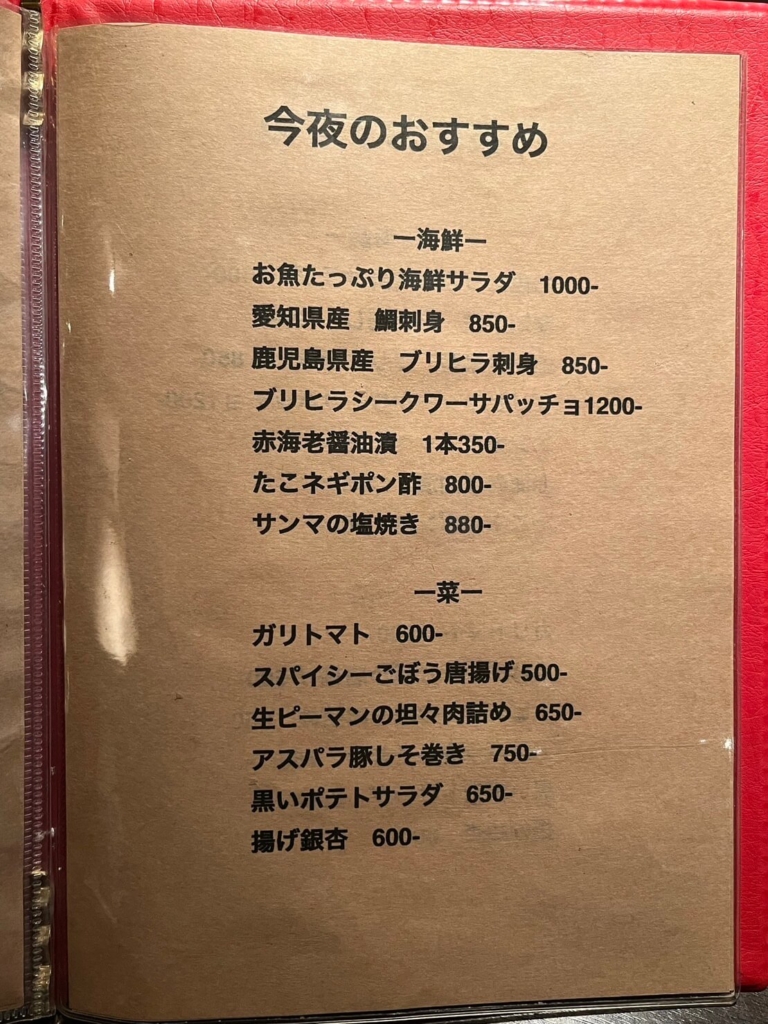 今夜のおすすめ
ー海鮮ー
お魚たっぷり海鮮サラダ　1000-
愛知県産　鯛刺身　850-
鹿児島県産　ブリヒラ刺身　850-
ブリヒラシークワーサパッチョ1200-
赤海老醤油漬　1本350-
たこネギポン酢　800-
サンマの塩焼き　880-
ー菜ー
ガリトマト　600-
スパイシーごぼう唐揚げ 500-
生ピーマンの坦々肉詰め　650-
アスパラ豚しそ巻き　750-
黒いポテトサラダ　650-
揚げ銀杏　600-